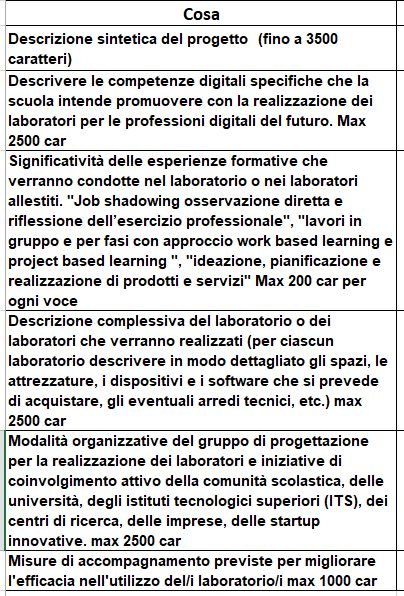 Cosa
Descrizione sintetica del progetto  (fino a 3500
caratteri)
Descrivere le competenze digitali specifiche che la
scuola intende promuovere con la realizzazione dei
laboratori per le professioni digitali del futuro. Max
2500 car
Significatività delle esperienze formative che
verranno condotte nel laboratorio o nei laboratori
allestiti. "Job shadowing osservazione diretta e
riflessione dell'esercizio professionale", "lavori in
gruppo e per fasi con approccio work based learning e
project based learning ", "ideazione, pianificazione e
realizzazione di prodotti e servizi" Max 200 car per
ogni voce
Descrizione complessiva del laboratorio o dei
laboratori che verranno realizzati (per ciascun
laboratorio descrivere in modo dettagliato gli spazi, le
attrezzature, i dispositivi e i software che si prevede
di acquistare, gli eventuali arredi tecnici, etc.) max
2500 car
Modalità organizzative del gruppo di progettazione
per la realizzazione dei laboratori e iniziative di
coinvolgimento attivo della comunità scolastica, delle
università, degli istituti tecnologici superiori (ITS), dei
centri di ricerca, delle imprese, delle startup
innovative. max 2500 car
Misure di accompagnamento previste per migliorare
l'efficacia nell'utilizzo del/i laboratorio/i max 1000 car